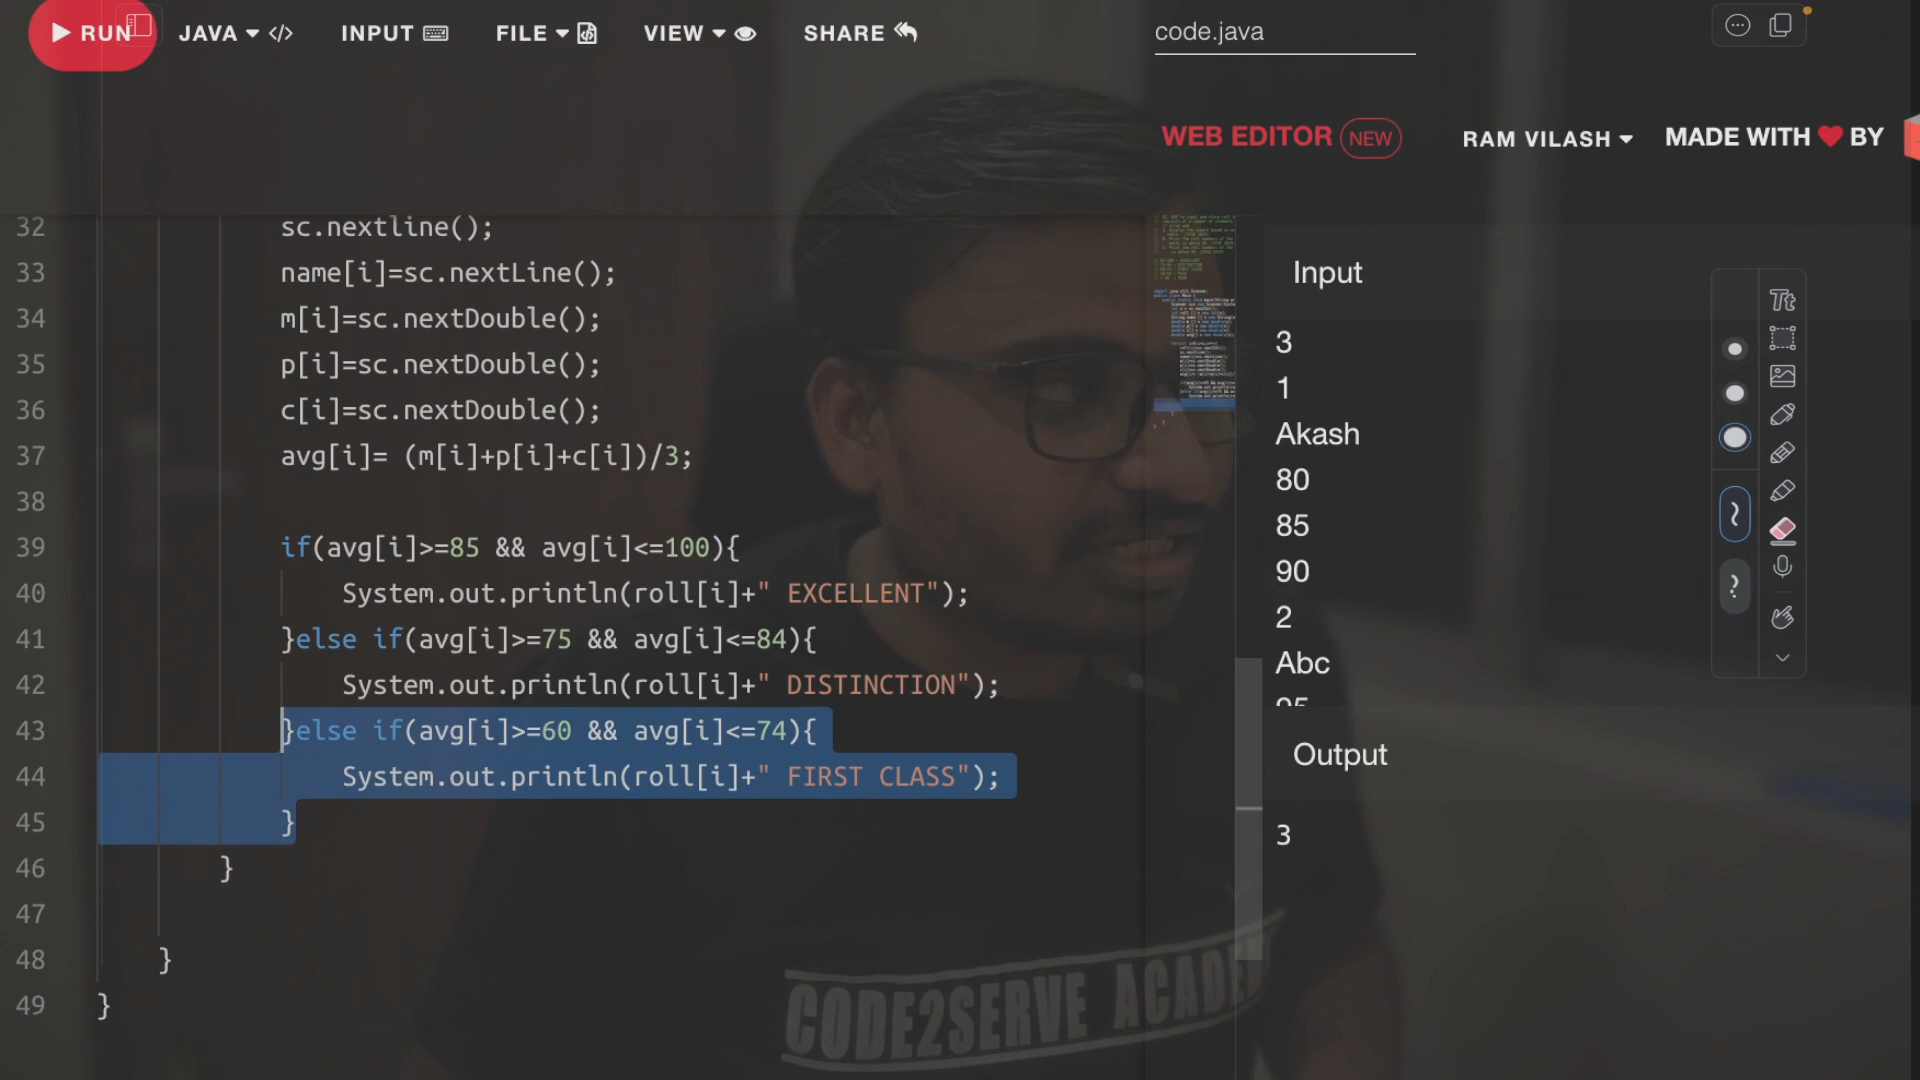 RUN JAVA </> INPUT FILE VIEW SHARE code.java
WEB EDITOR NEW RAM VILASH MADE WITH BY
32 sc.nextline();
33 name[i]=sc.nextLine();
34 m[i]=sc.nextDouble();
35 p[i]=sc.nextDouble();
36 c[i]=sc.nextDouble();
37 avg[i]= (m[i]+p[i]+c[i])/3;
38
39 if(avg[i]>=85 && avg[i]<=100){
40 System.out.println(roll[i]+" EXCELLENT");
41 }else if(avg[i]>=75 && avg[i]<=84){
42 System.out.println(roll[i]+" DISTINCTION");
43 }else if(avg[i]>=60 && avg[i]<=74){
44 System.out.println(roll[i]+" FIRST CLASS");
45 }
46 }
47
48 }
49 }
Input
3
1
Akash
80
85
90
2
Abc
Output
3
Tt
CODE2SERVE ACADE